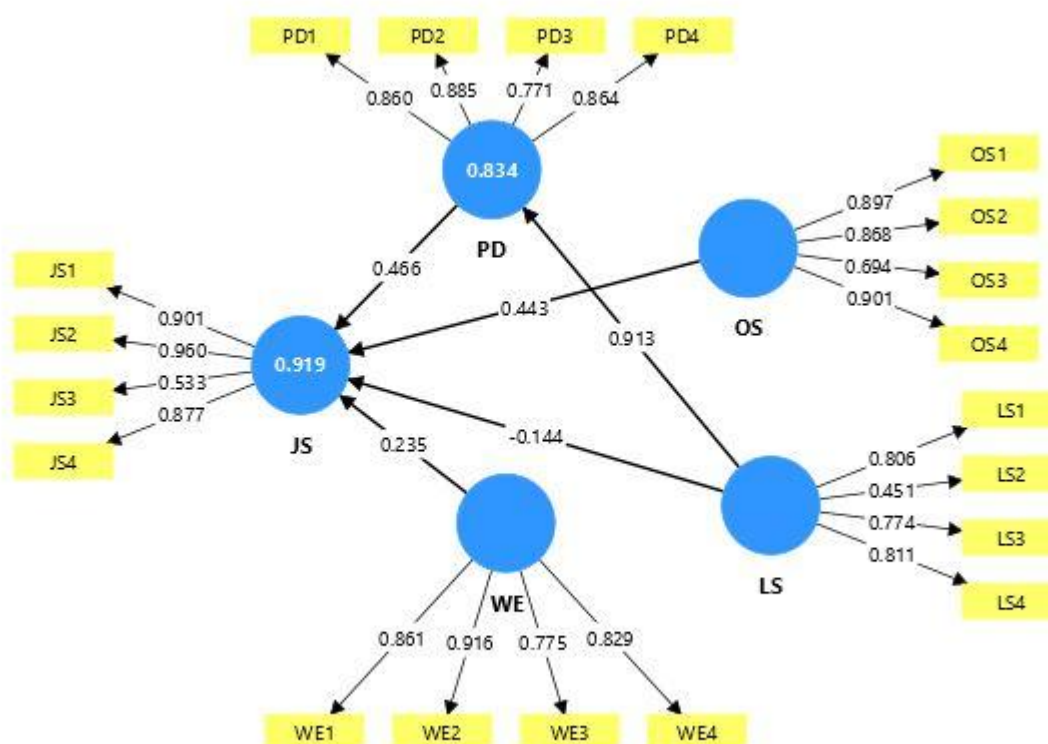 PD1 PD2 PD3 PD4
0.860 0.885 0.771 0.864
0.834
PD
OS1
OS2
OS3
OS4
0.897
0.868
0.694
0.901
OS
JS1
JS2
JS3
JS4
0.901
0.960
0.533
0.877
0.919
JS
0.466
0.443
0.913
-0.144
0.235
LS1
LS2
LS3
LS4
0.806
0.451
0.774
0.811
LS
WE
0.861 0.916 0.775 0.829
WE1 WE2 WE3 WE4